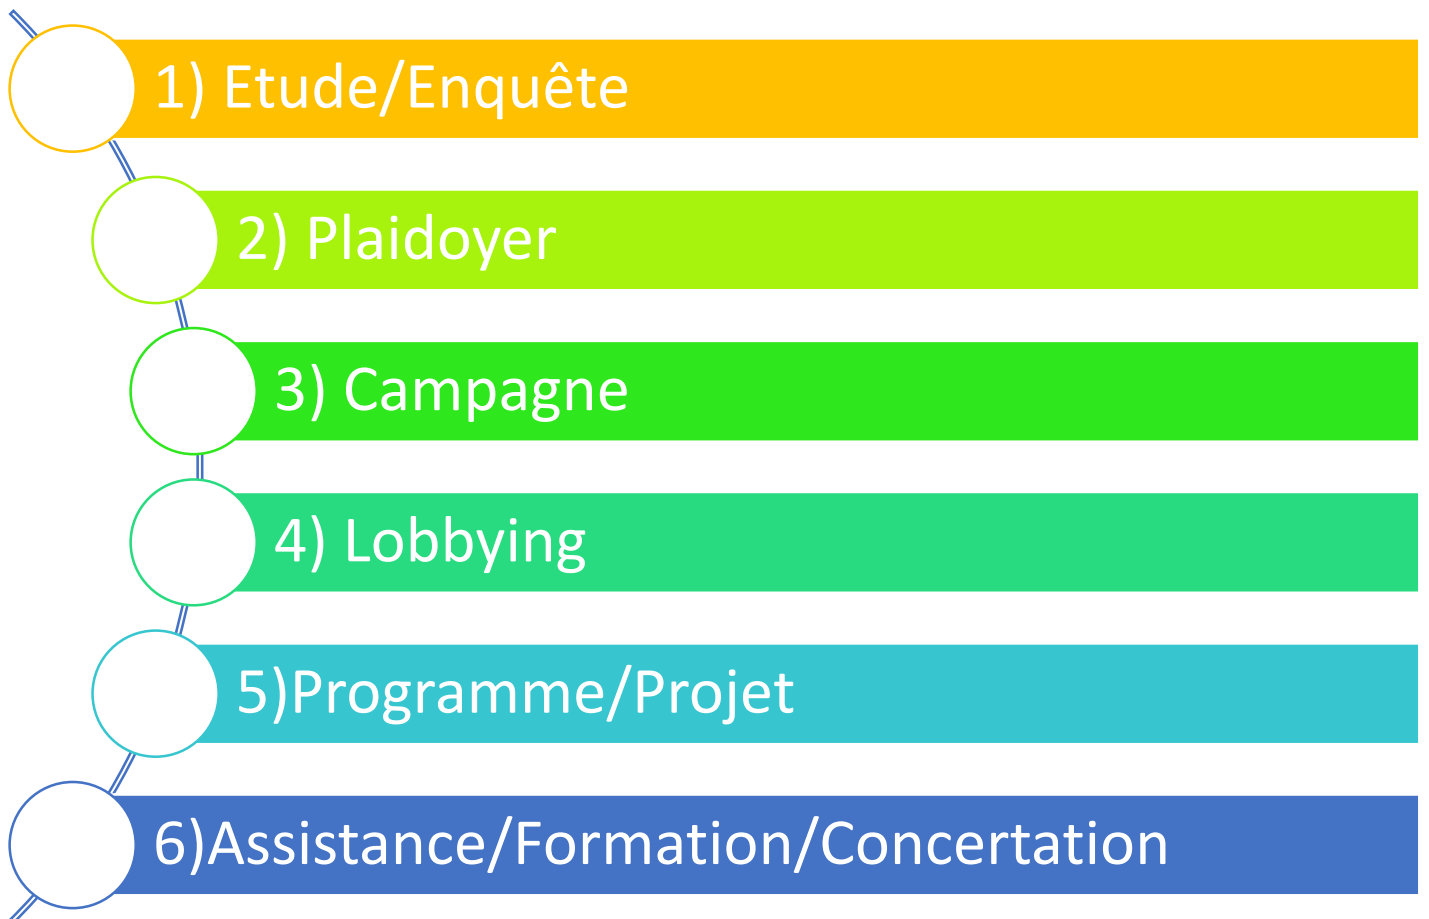 1) Etude/Enquête
2) Plaidoyer
3) Campagne
4) Lobbying
5)Programme/Projet
6)Assistance/Formation/Concertation